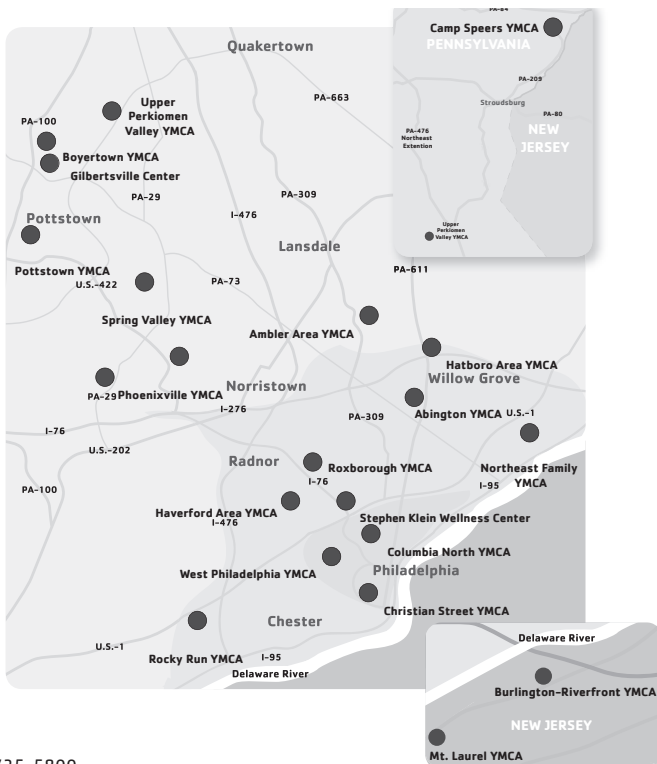 PA-84
Camp Speers YMCA
PENNSYLVANIA
PA-209
Stroudsburg
PA-80
PA-476
Northeast
Extention
NEW
JERSEY
Upper
Perkiomen
Valley YMCA
Quakertown
PA-663
Upper
Perkiomen
Valley YMCA
PA-100
Boyertown YMCA
Gilbertsville Center
PA-29
PA-309
I-476
Pottstown
Lansdale
Pottstown YMCA
U.S.-422
PA-73
PA-611
Spring Valley YMCA
Ambler Area YMCA
Hatboro Area YMCA
Willow Grove
Norristown
PA-29
Phoenixville YMCA
I-276
PA-309
Abington YMCA
U.S.-1
I-76
U.S.-202
Radnor
Roxborough YMCA
I-76
Northeast Family
YMCA
I-95
PA-100
Haverford Area YMCA
I-476
Stephen Klein Wellness Center
Columbia North YMCA
West Philadelphia YMCA
Philadelphia
Christian Street YMCA
Chester
U.S.-1
Rocky Run YMCA
I-95
Delaware River
Delaware River
Burlington-Riverfront YMCA
NEW JERSEY
Mt. Laurel YMCA